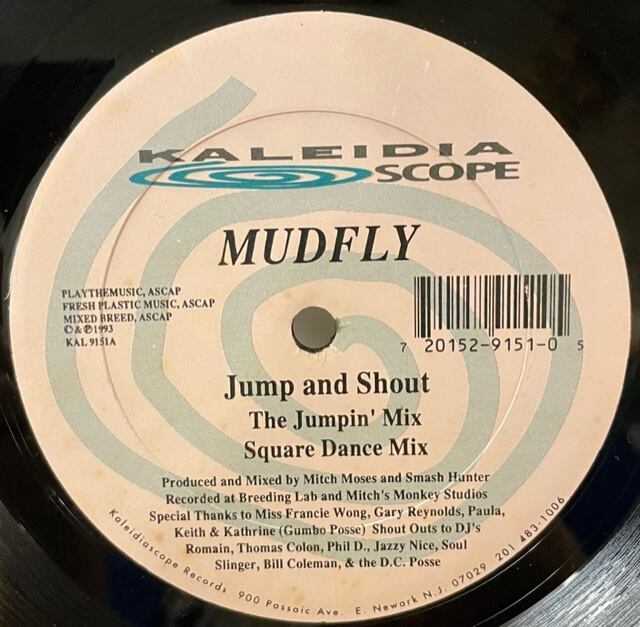 KALEIDIA
SCOPE
MUDFLY
PLAYTHEMUSIC, ASCAP
FRESH PLASTIC MUSIC, ASCAP
MIXED BREED, ASCAP
© & ℗ 1993
KAL 9151A
7 20152-9151-0 5
Jump and Shout
The Jumpin' Mix
Square Dance Mix
Produced and Mixed by Mitch Moses and Smash Hunter
Recorded at Breeding Lab and Mitch's Monkey Studios
Special Thanks to Miss Francie Wong, Gary Reynolds, Paula,
Keith & Kathrine (Gumbo Posse) Shout Outs to DJ's
Romain, Thomas Colon, Phil D., Jazzy Nice, Soul
Slinger, Bill Coleman, & the D.C. Posse
Kaleidiascope Records 900 Passaic Ave. E. Newark N.J. 07029 201 483-1006